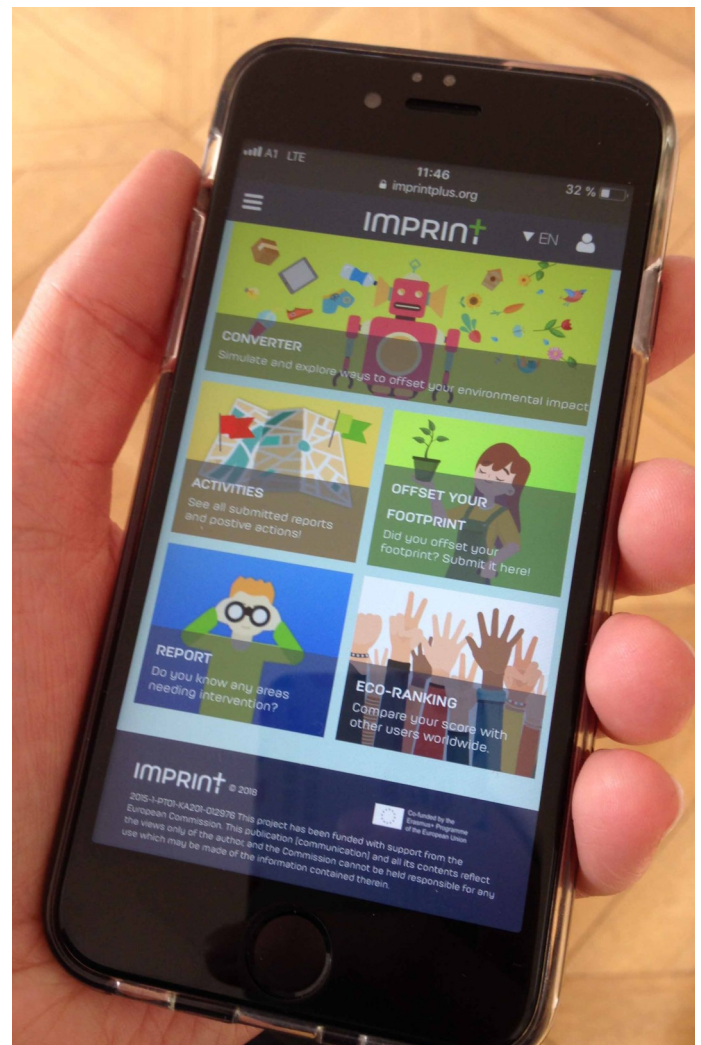 A1 LTE
11:46
32 %
imprintplus.org
IMPRINT+
▼ EN
CONVERTER
Simulate and explore ways to offset your environmental impact
ACTIVITIES
See all submitted reports
and postive actions!
OFFSET YOUR
FOOTPRINT
Did you offset your
footprint? Submit it here!
REPORT
Do you know any areas
needing intervention?
ECO-RANKING
Compare your score with
other users worldwide.
IMPRINT © 2018
Co-funded by the
Erasmus+ Programme
of the European Union
2015-1-PT01-KA201-012976 This project has been funded with support from the
European Commission. This publication [communication] and all its contents reflect
the views only of the author, and the Commission cannot be held responsible for any
use which may be made of the information contained therein.